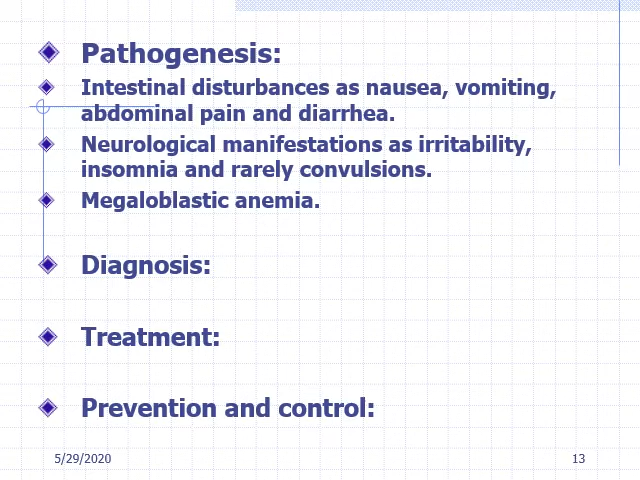 Pathogenesis:
Intestinal disturbances as nausea, vomiting,
abdominal pain and diarrhea.
Neurological manifestations as irritability,
insomnia and rarely convulsions.
Megaloblastic anemia.
Diagnosis:
Treatment:
Prevention and control:
5/29/2020
13